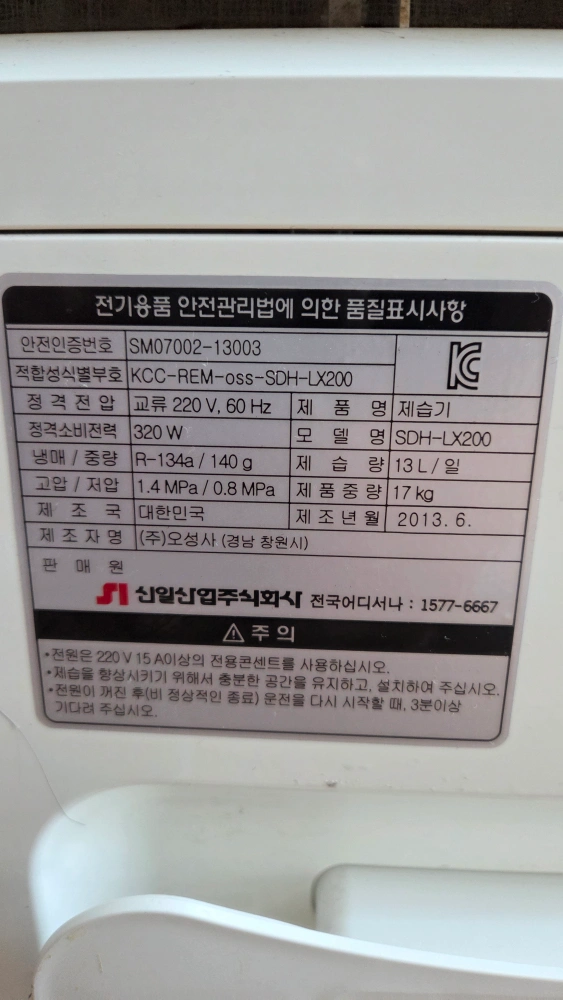 전기용품 안전관리법에 의한 품질표시사항
안전인증번호 SM07002-13003
적합성식별부호 KCC-REM-oss-SDH-LX200
정격전압 교류 220 V, 60 Hz 제품명 제습기
정격소비전력 320 W 모델명 SDH-LX200
냉매 / 중량 R-134a / 140 g 제습량 13 L / 일
고압 / 저압 1.4 MPa / 0.8 MPa 제품중량 17 kg
제조국 대한민국 제조년월 2013. 6.
제조자명 (주)오성사 (경남 창원시)
판매원
SI 신일산업주식회사 전국어디서나 : 1577-6667
⚠ 주의
•전원은 220 V 15 A이상의 전용콘센트를 사용하십시오.
•제습을 향상시키기 위해서 충분한 공간을 유지하고, 설치하여 주십시오.
•전원이 꺼진 후(비 정상적인 종료) 운전을 다시 시작할 때, 3분이상
기다려 주십시오.